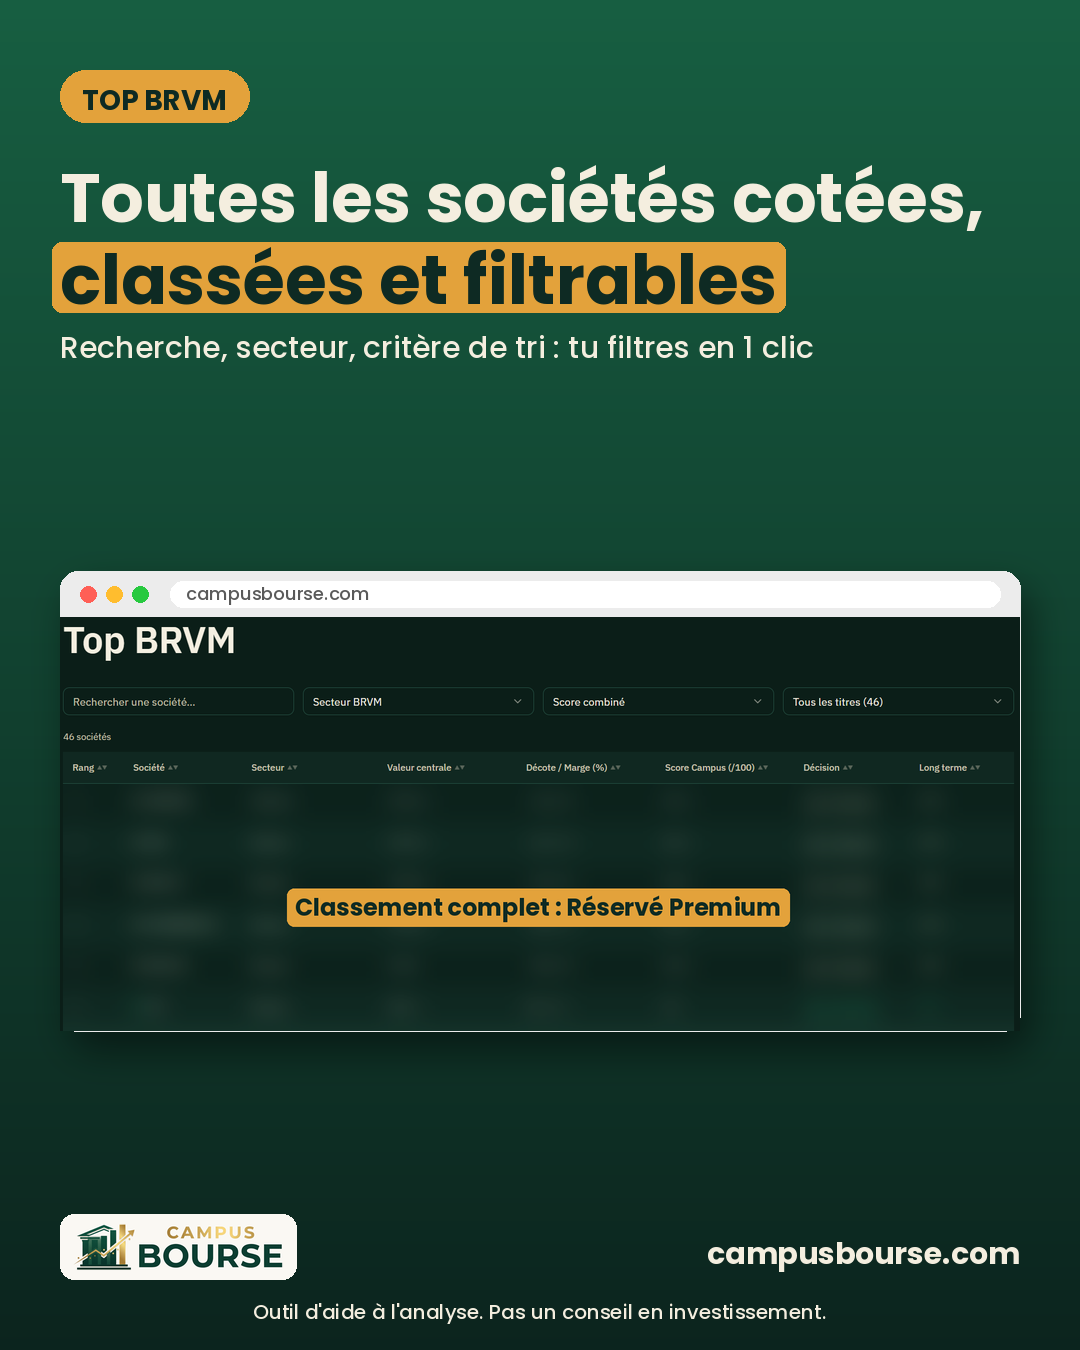 TOP BRVM
Toutes les sociétés cotées,
classées et filtrables
Recherche, secteur, critère de tri : tu filtres en 1 clic
campusbourse.com
Top BRVM
Rechercher une société...
Secteur BRVM
Score combiné
Tous les titres (46)
46 sociétés
Rang Société Secteur Valeur centrale Décote / Marge (%) Score Campus (/100) Décision Long terme
Classement complet : Réservé Premium
CAMPUS
BOURSE
campusbourse.com
Outil d'aide à l'analyse. Pas un conseil en investissement.